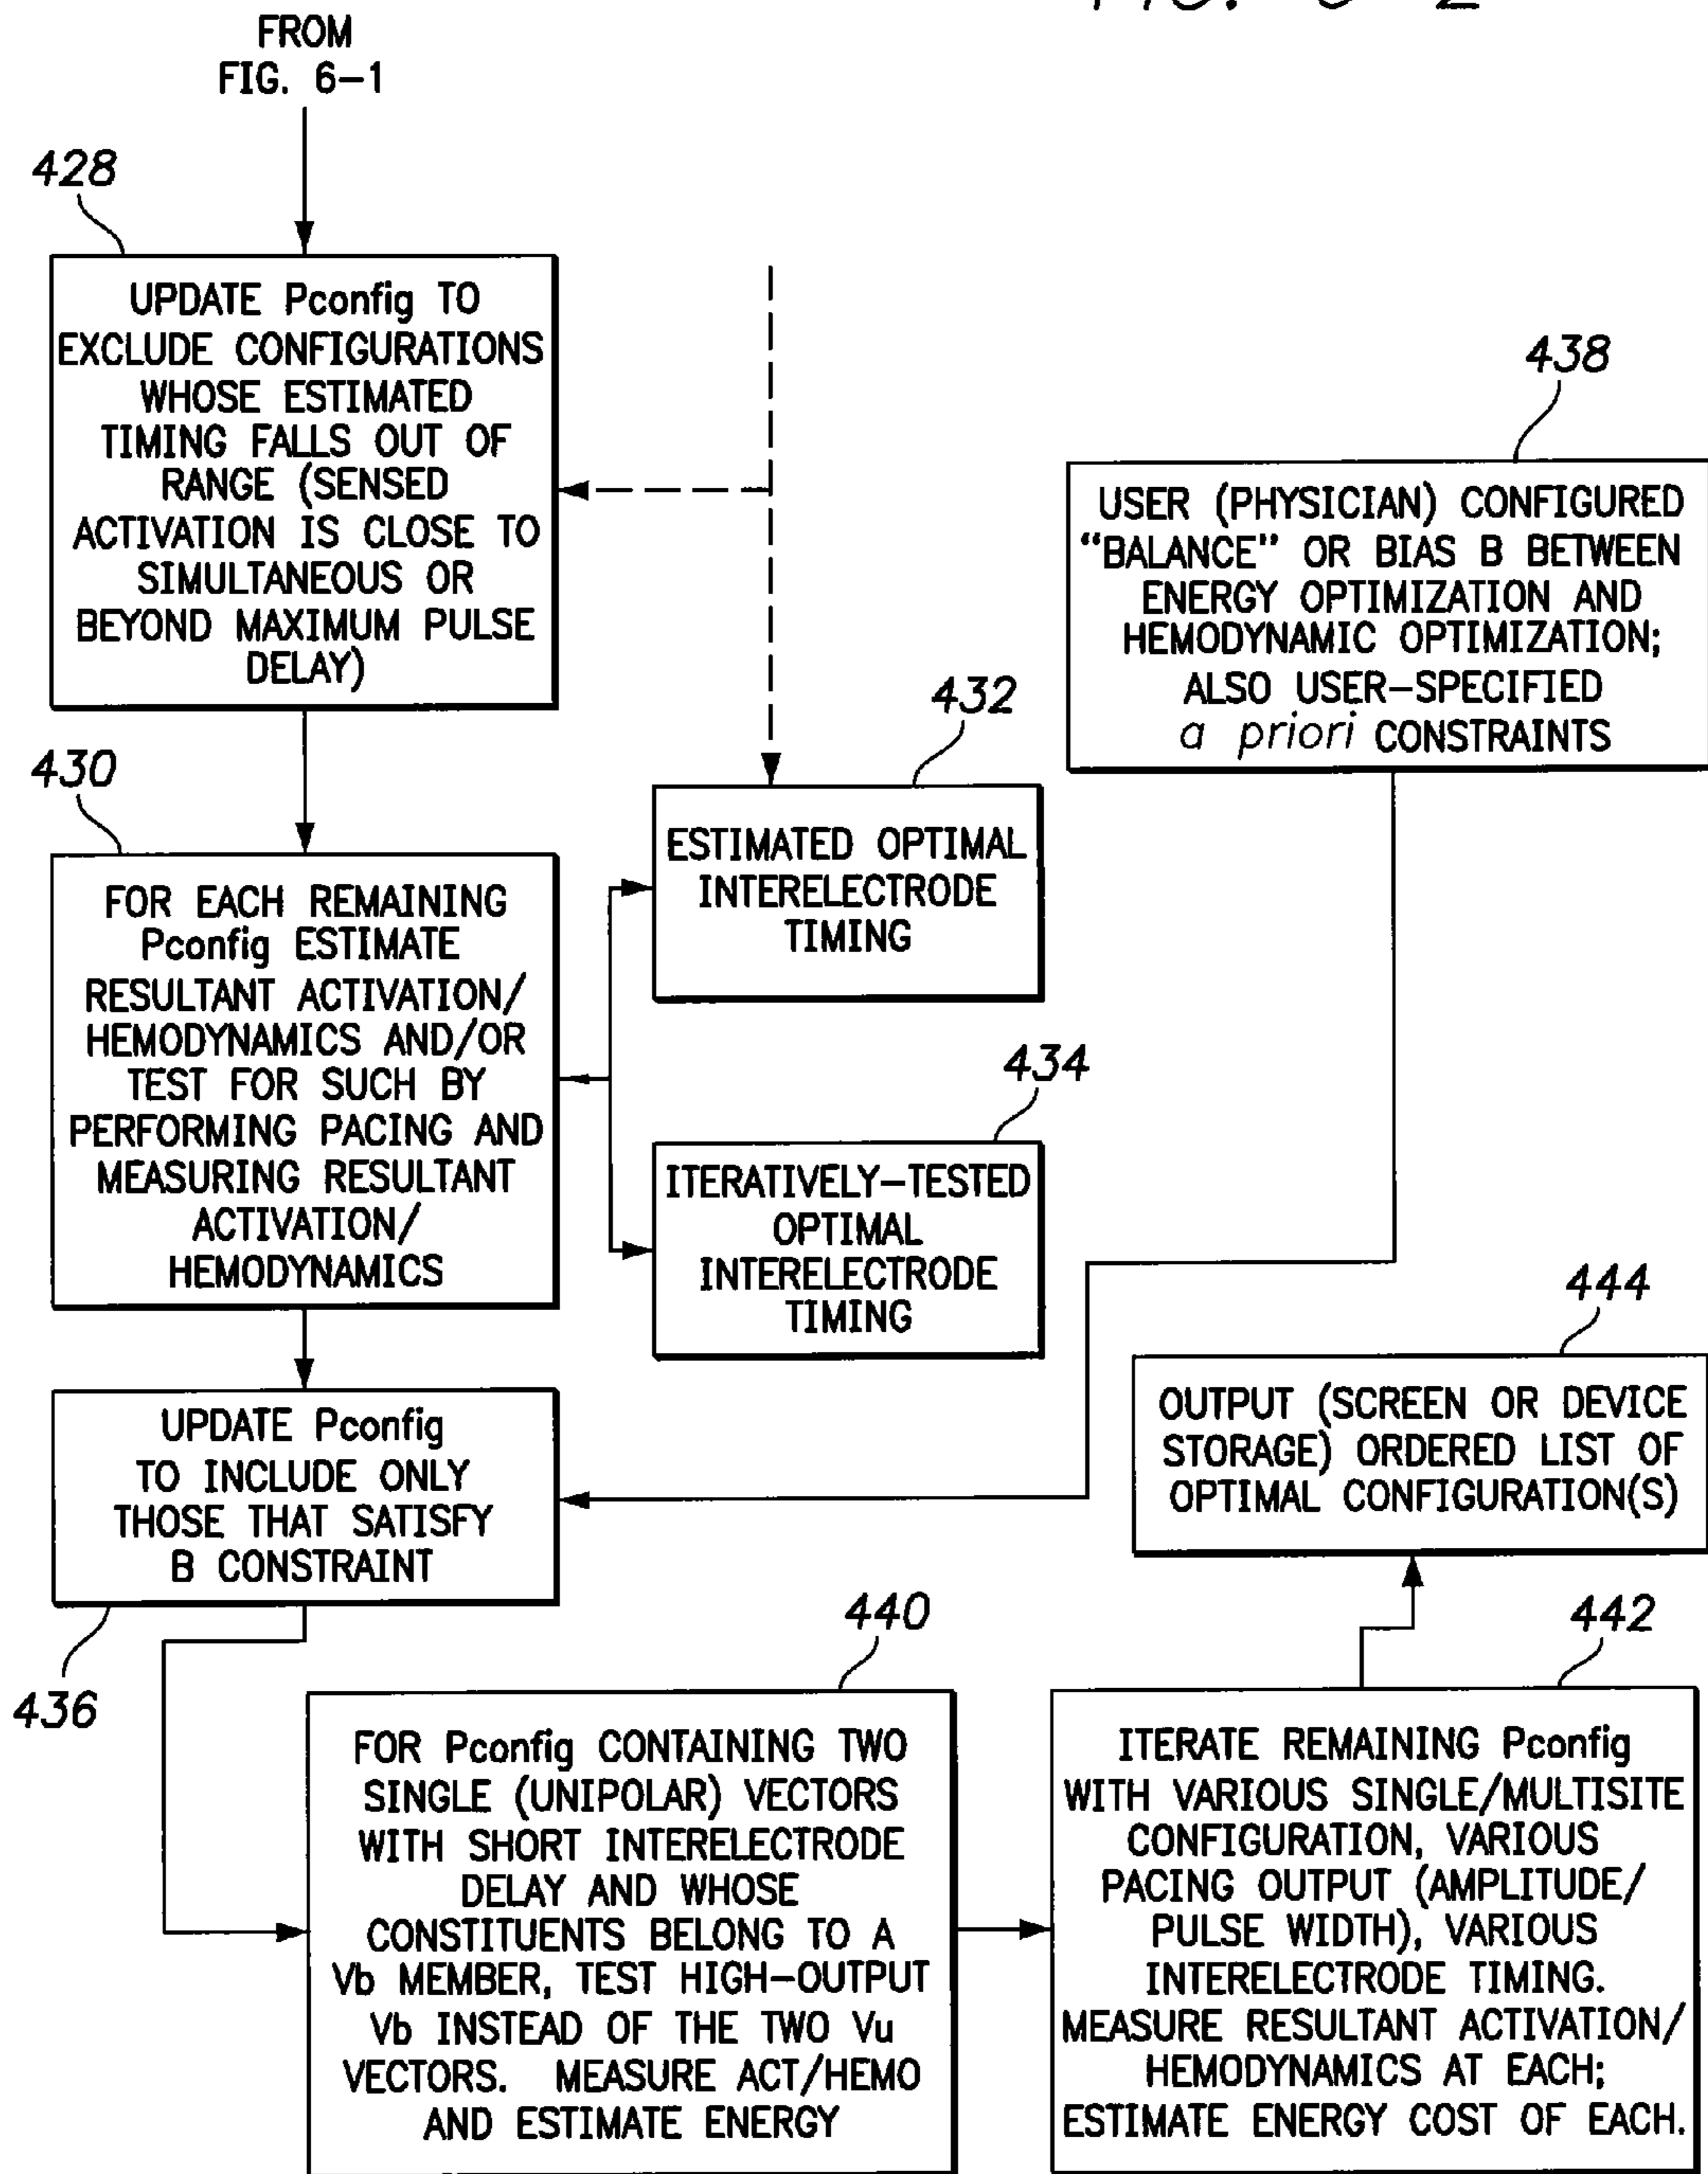 FROM
FIG. 6-1
428
UPDATE Pconfig TO
EXCLUDE CONFIGURATIONS
WHOSE ESTIMATED
TIMING FALLS OUT OF
RANGE (SENSED
ACTIVATION IS CLOSE TO
SIMULTANEOUS OR
BEYOND MAXIMUM PULSE
DELAY)
438
USER (PHYSICIAN) CONFIGURED
“BALANCE” OR BIAS B BETWEEN
ENERGY OPTIMIZATION AND
HEMODYNAMIC OPTIMIZATION;
ALSO USER-SPECIFIED
a priori CONSTRAINTS
430
FOR EACH REMAINING
Pconfig ESTIMATE
RESULTANT ACTIVATION/
HEMODYNAMICS AND/OR
TEST FOR SUCH BY
PERFORMING PACING AND
MEASURING RESULTANT
ACTIVATION/
HEMODYNAMICS
432
ESTIMATED OPTIMAL
INTERELECTRODE
TIMING
434
ITERATIVELY-TESTED
OPTIMAL
INTERELECTRODE
TIMING
UPDATE Pconfig
TO INCLUDE ONLY
THOSE THAT SATISFY
B CONSTRAINT
436
444
OUTPUT (SCREEN OR DEVICE
STORAGE) ORDERED LIST OF
OPTIMAL CONFIGURATION(S)
440
FOR Pconfig CONTAINING TWO
SINGLE (UNIPOLAR) VECTORS
WITH SHORT INTERELECTRODE
DELAY AND WHOSE
CONSTITUENTS BELONG TO A
Vb MEMBER, TEST HIGH-OUTPUT
Vb INSTEAD OF THE TWO Vu
VECTORS. MEASURE ACT/HEMO
AND ESTIMATE ENERGY
442
ITERATE REMAINING Pconfig
WITH VARIOUS SINGLE/MULTISITE
CONFIGURATION, VARIOUS
PACING OUTPUT (AMPLITUDE/
PULSE WIDTH), VARIOUS
INTERELECTRODE TIMING.
MEASURE RESULTANT ACTIVATION/
HEMODYNAMICS AT EACH;
ESTIMATE ENERGY COST OF EACH.